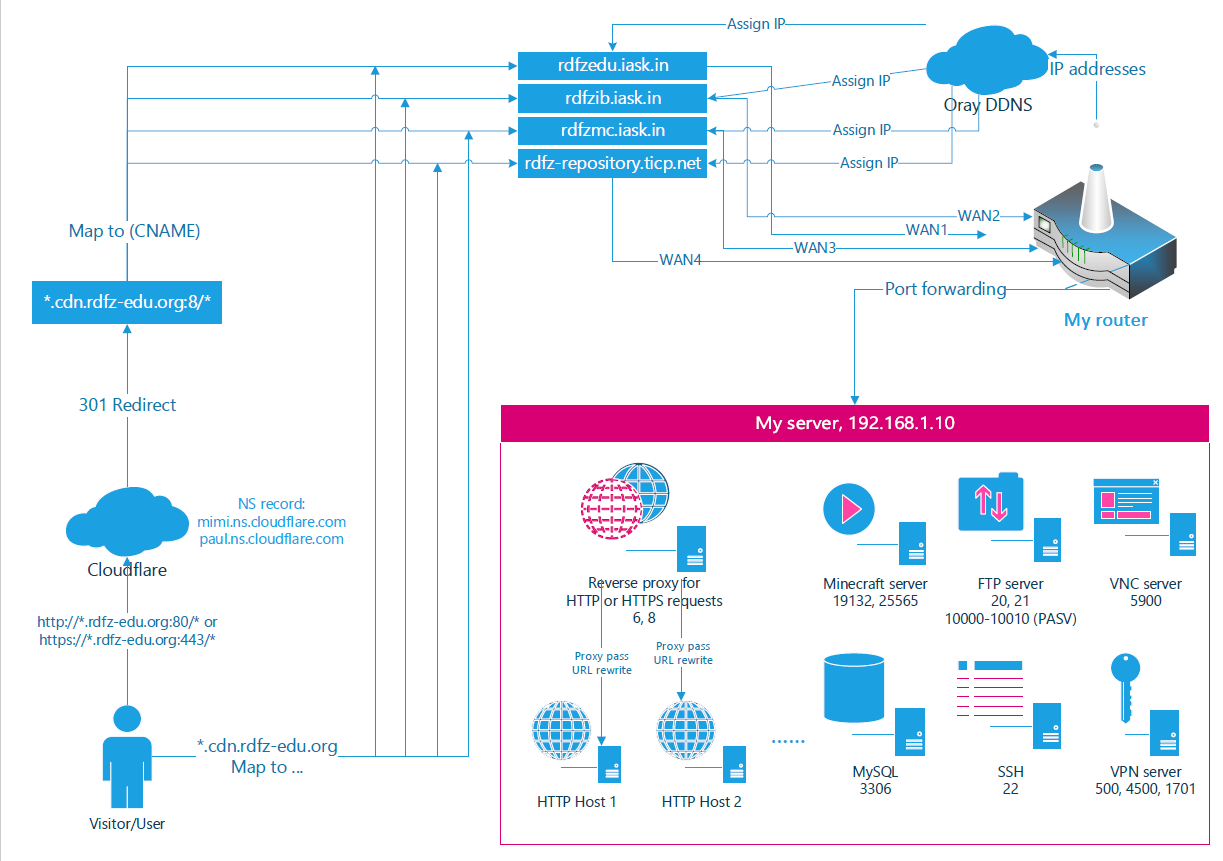 Assign IP
rdfzedu.iask.in
IP addresses
rdfzib.iask.in
Assign IP
Oray DDNS
rdfzmc.iask.in
Assign IP
rdfz-repository.ticp.net
Assign IP
Map to (CNAME)
WAN2
WAN1
WAN3
WAN4
*.cdn.rdfz-edu.org:8/*
Port forwarding
My router
301 Redirect
My server, 192.168.1.10
NS record:
mimi.ns.cloudflare.com
paul.ns.cloudflare.com
Cloudflare
http://*.rdfz-edu.org:80/* or
https://*.rdfz-edu.org:443/*
*.cdn.rdfz-edu.org
Map to ...
Visitor/User
Reverse proxy for
HTTP or HTTPS requests
6, 8
Minecraft server
19132, 25565
FTP server
20, 21
10000-10010 (PASV)
VNC server
5900
Proxy pass
URL rewrite
Proxy pass
URL rewrite
HTTP Host 1
HTTP Host 2
......
MySQL
3306
SSH
22
VPN server
500, 4500, 1701